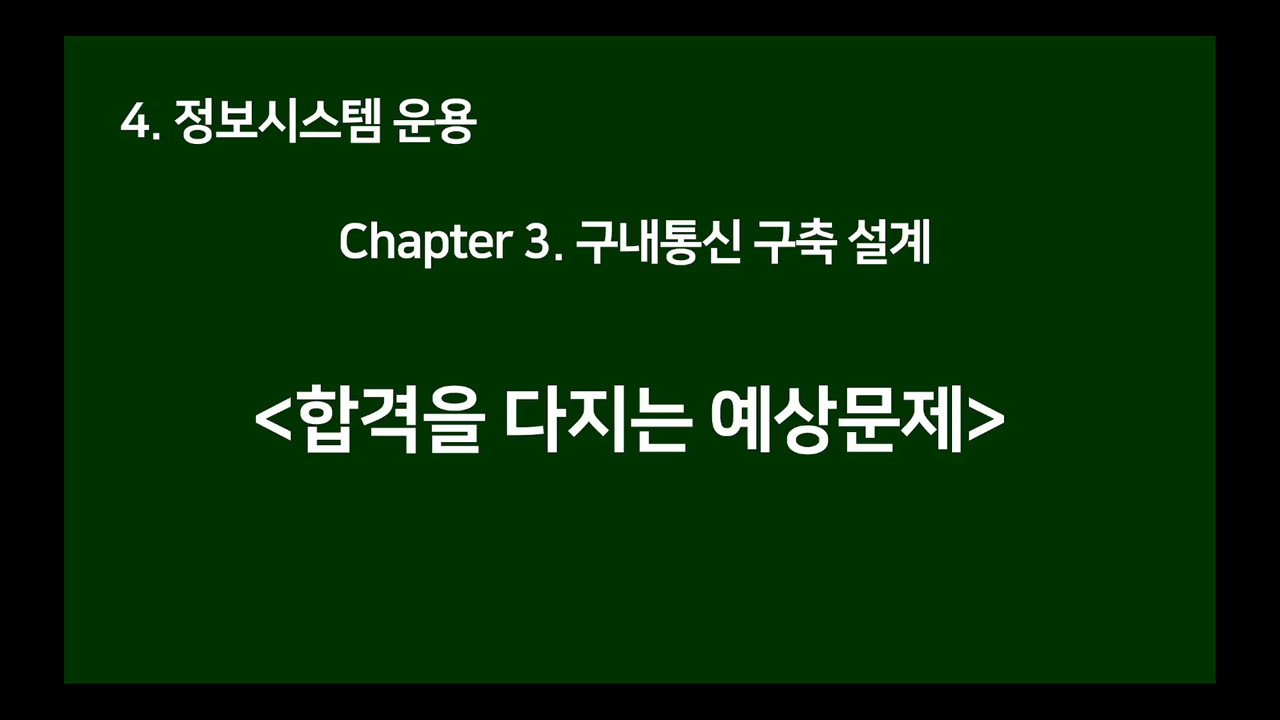 4. 정보시스템 운용
Chapter 3. 구내통신 구축 설계
<합격을 다지는 예상문제>